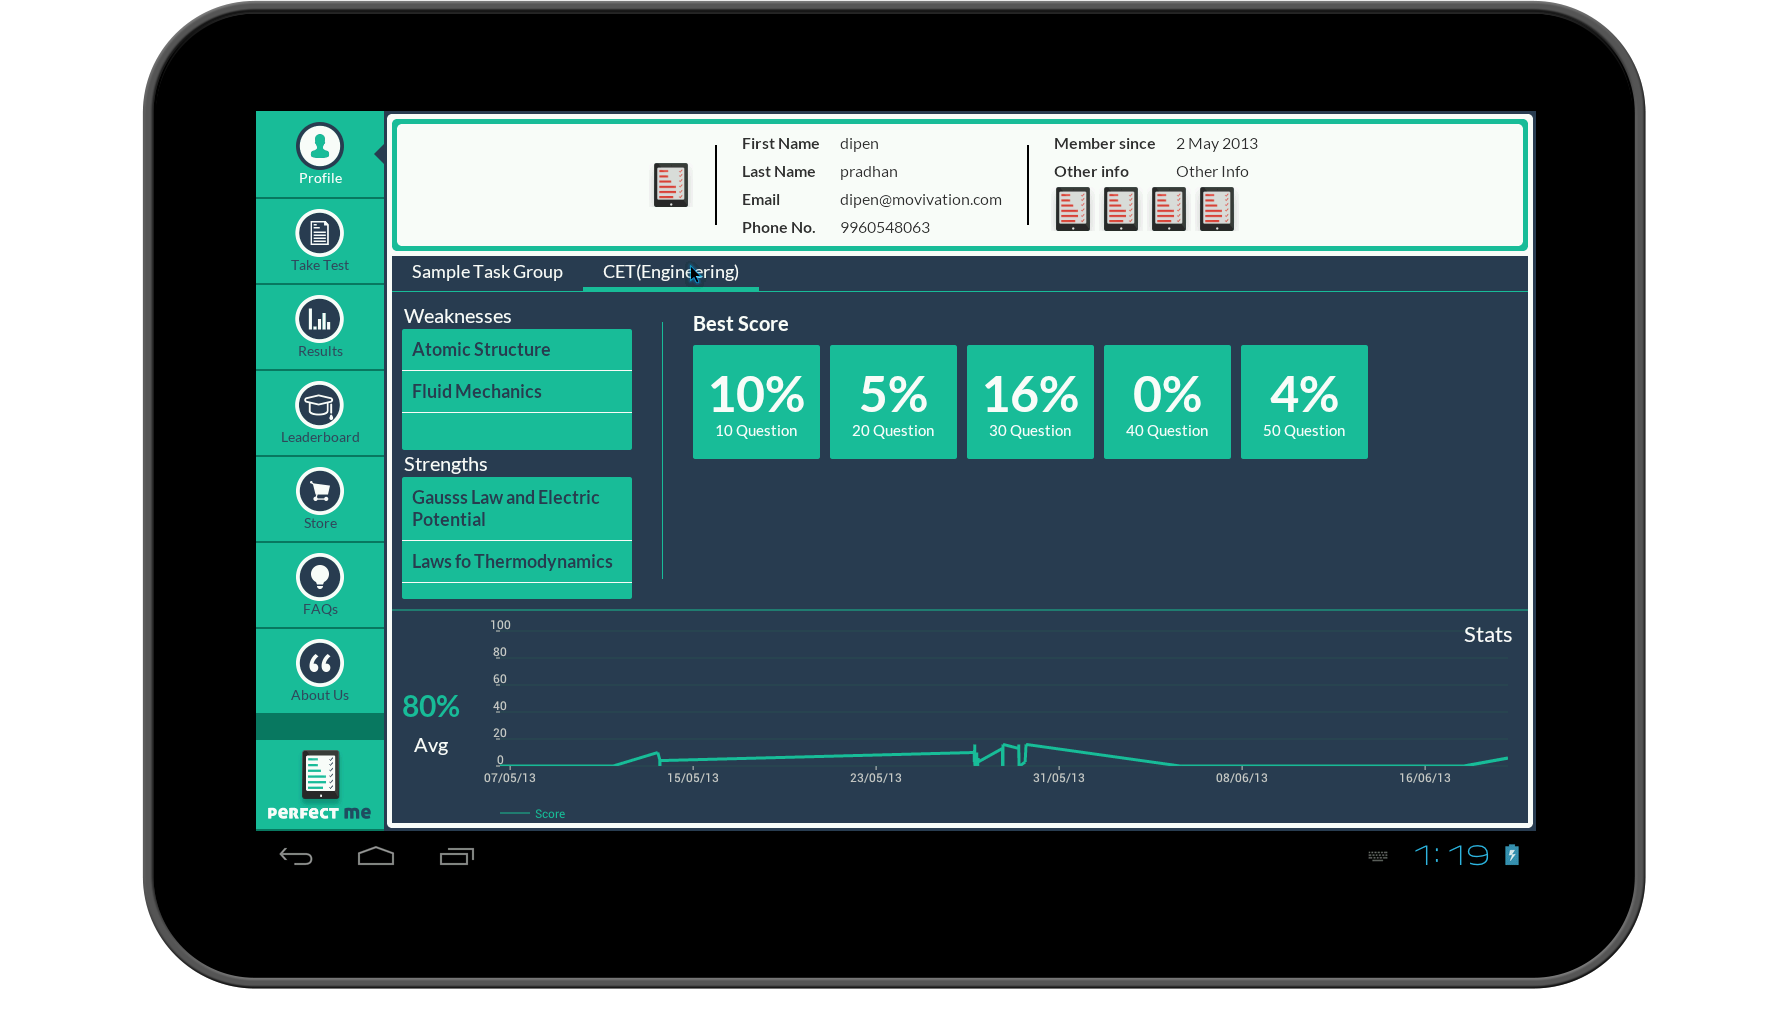 Profile
Take Test
Results
Leaderboard
Store
FAQs
About Us
PERFECT me
First Name dipen
Last Name pradhan
Email dipen@movivation.com
Phone No. 9960548063
Member since 2 May 2013
Other info Other Info
Sample Task Group CET(Engineering)
Weaknesses
Atomic Structure
Fluid Mechanics
Strengths
Gausss Law and Electric
Potential
Laws fo Thermodynamics
Best Score
10% 5% 16% 0% 4%
10 Question 20 Question 30 Question 40 Question 50 Question
Stats
80%
Avg
100
80
60
40
20
0
07/05/13 15/05/13 23/05/13 31/05/13 08/06/13 16/06/13
Score
1:19